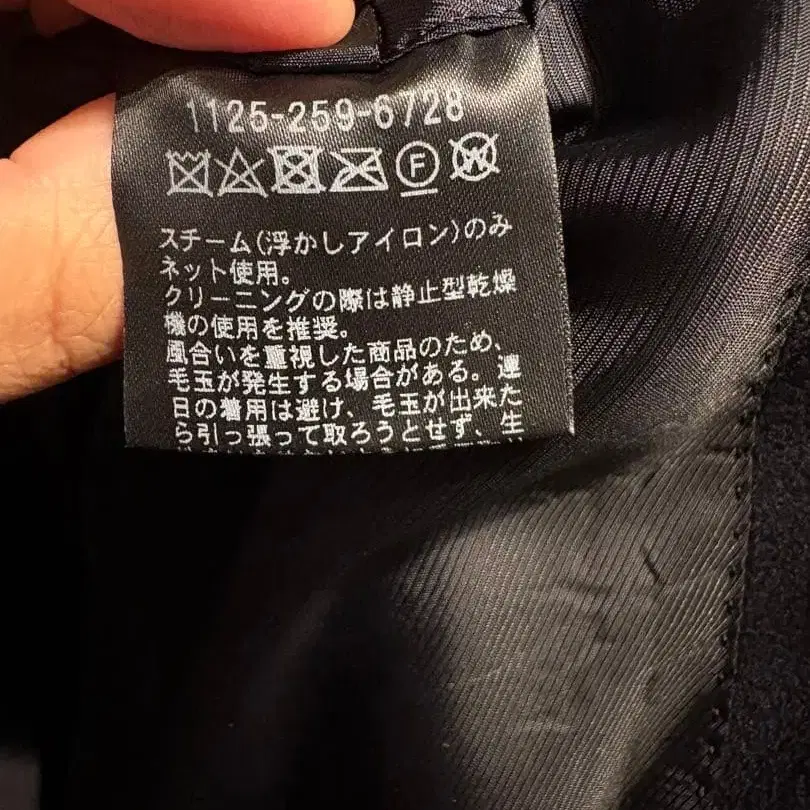 1125-259-6728
F W
スチーム(浮かしアイロン)のみ
ネット使用。
クリーニングの際は静止型乾燥
機の使用を推奨。
風合いを重視した商品のため、
毛玉が発生する場合がある。連
日の着用は避け、毛玉が出来た
ら引っ張って取ろうとせず、生